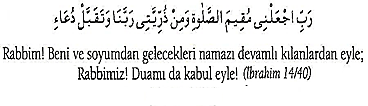 رَبِّ اجْعَلْنِي مُقِيمَ الصَّلٰوةِ وَمِنْ ذُرِّيَّتِي رَبَّنَا وَتَقَبَّلْ دُعَاءِ
Rabbim! Beni ve soyumdan gelecekleri namazı devamlı kılanlardan eyle;
Rabbimiz! Duamı da kabul eyle! (İbrahim 14/40)